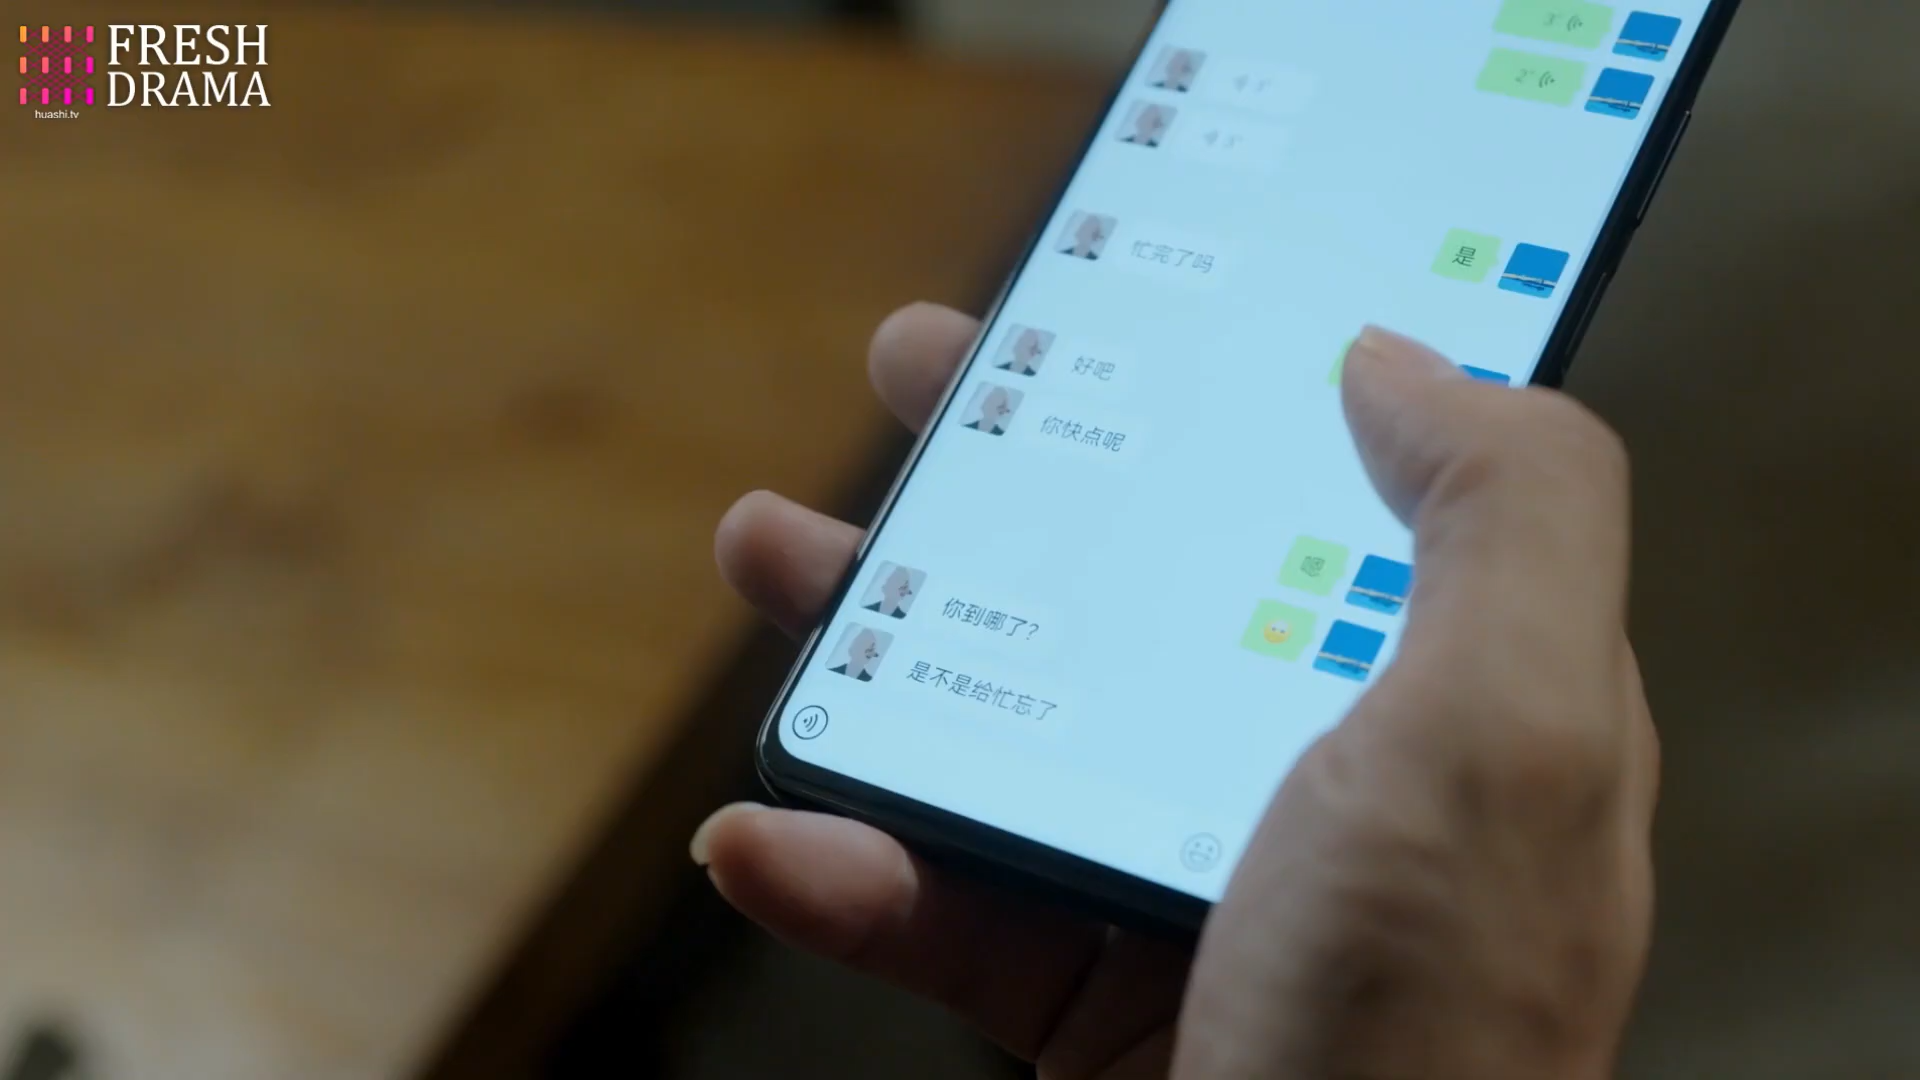 FRESH
DRAMA
huashi.tv
3"
2"
3"
忙完了吗
是
好吧
你快点呢
嗯
你到哪了?
是不是给忙忘了